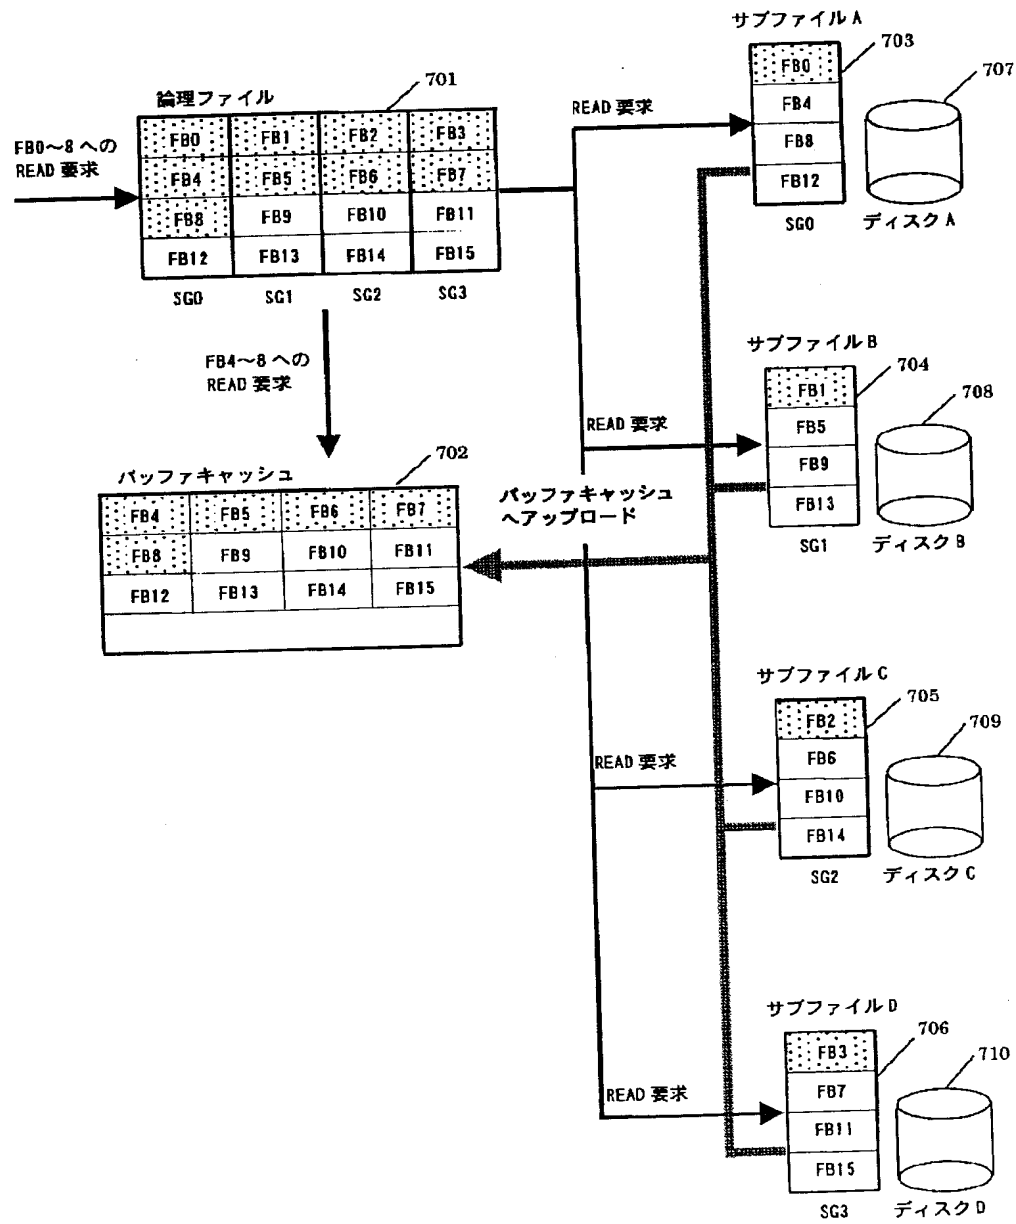 サブファイルA
703
FB0
FB4
FB8
FB12
SG0
707
ディスクA
論理ファイル
701
FB0 FB1 FB2 FB3
FB4 FB5 FB6 FB7
FB8 FB9 FB10 FB11
FB12 FB13 FB14 FB15
SG0 SG1 SG2 SG3
FB0～8 への
READ 要求
READ 要求
FB4～8 への
READ 要求
サブファイルB
704
FB1
FB5
FB9
FB13
SG1
708
ディスクB
READ 要求
バッファキャッシュ
702
FB4 FB5 FB6 FB7
FB8 FB9 FB10 FB11
FB12 FB13 FB14 FB15
バッファキャッシュ
へアップロード
サブファイルC
705
FB2
FB6
FB10
FB14
SG2
709
ディスクC
READ 要求
サブファイルD
706
FB3
FB7
FB11
FB15
SG3
710
ディスクD
READ 要求